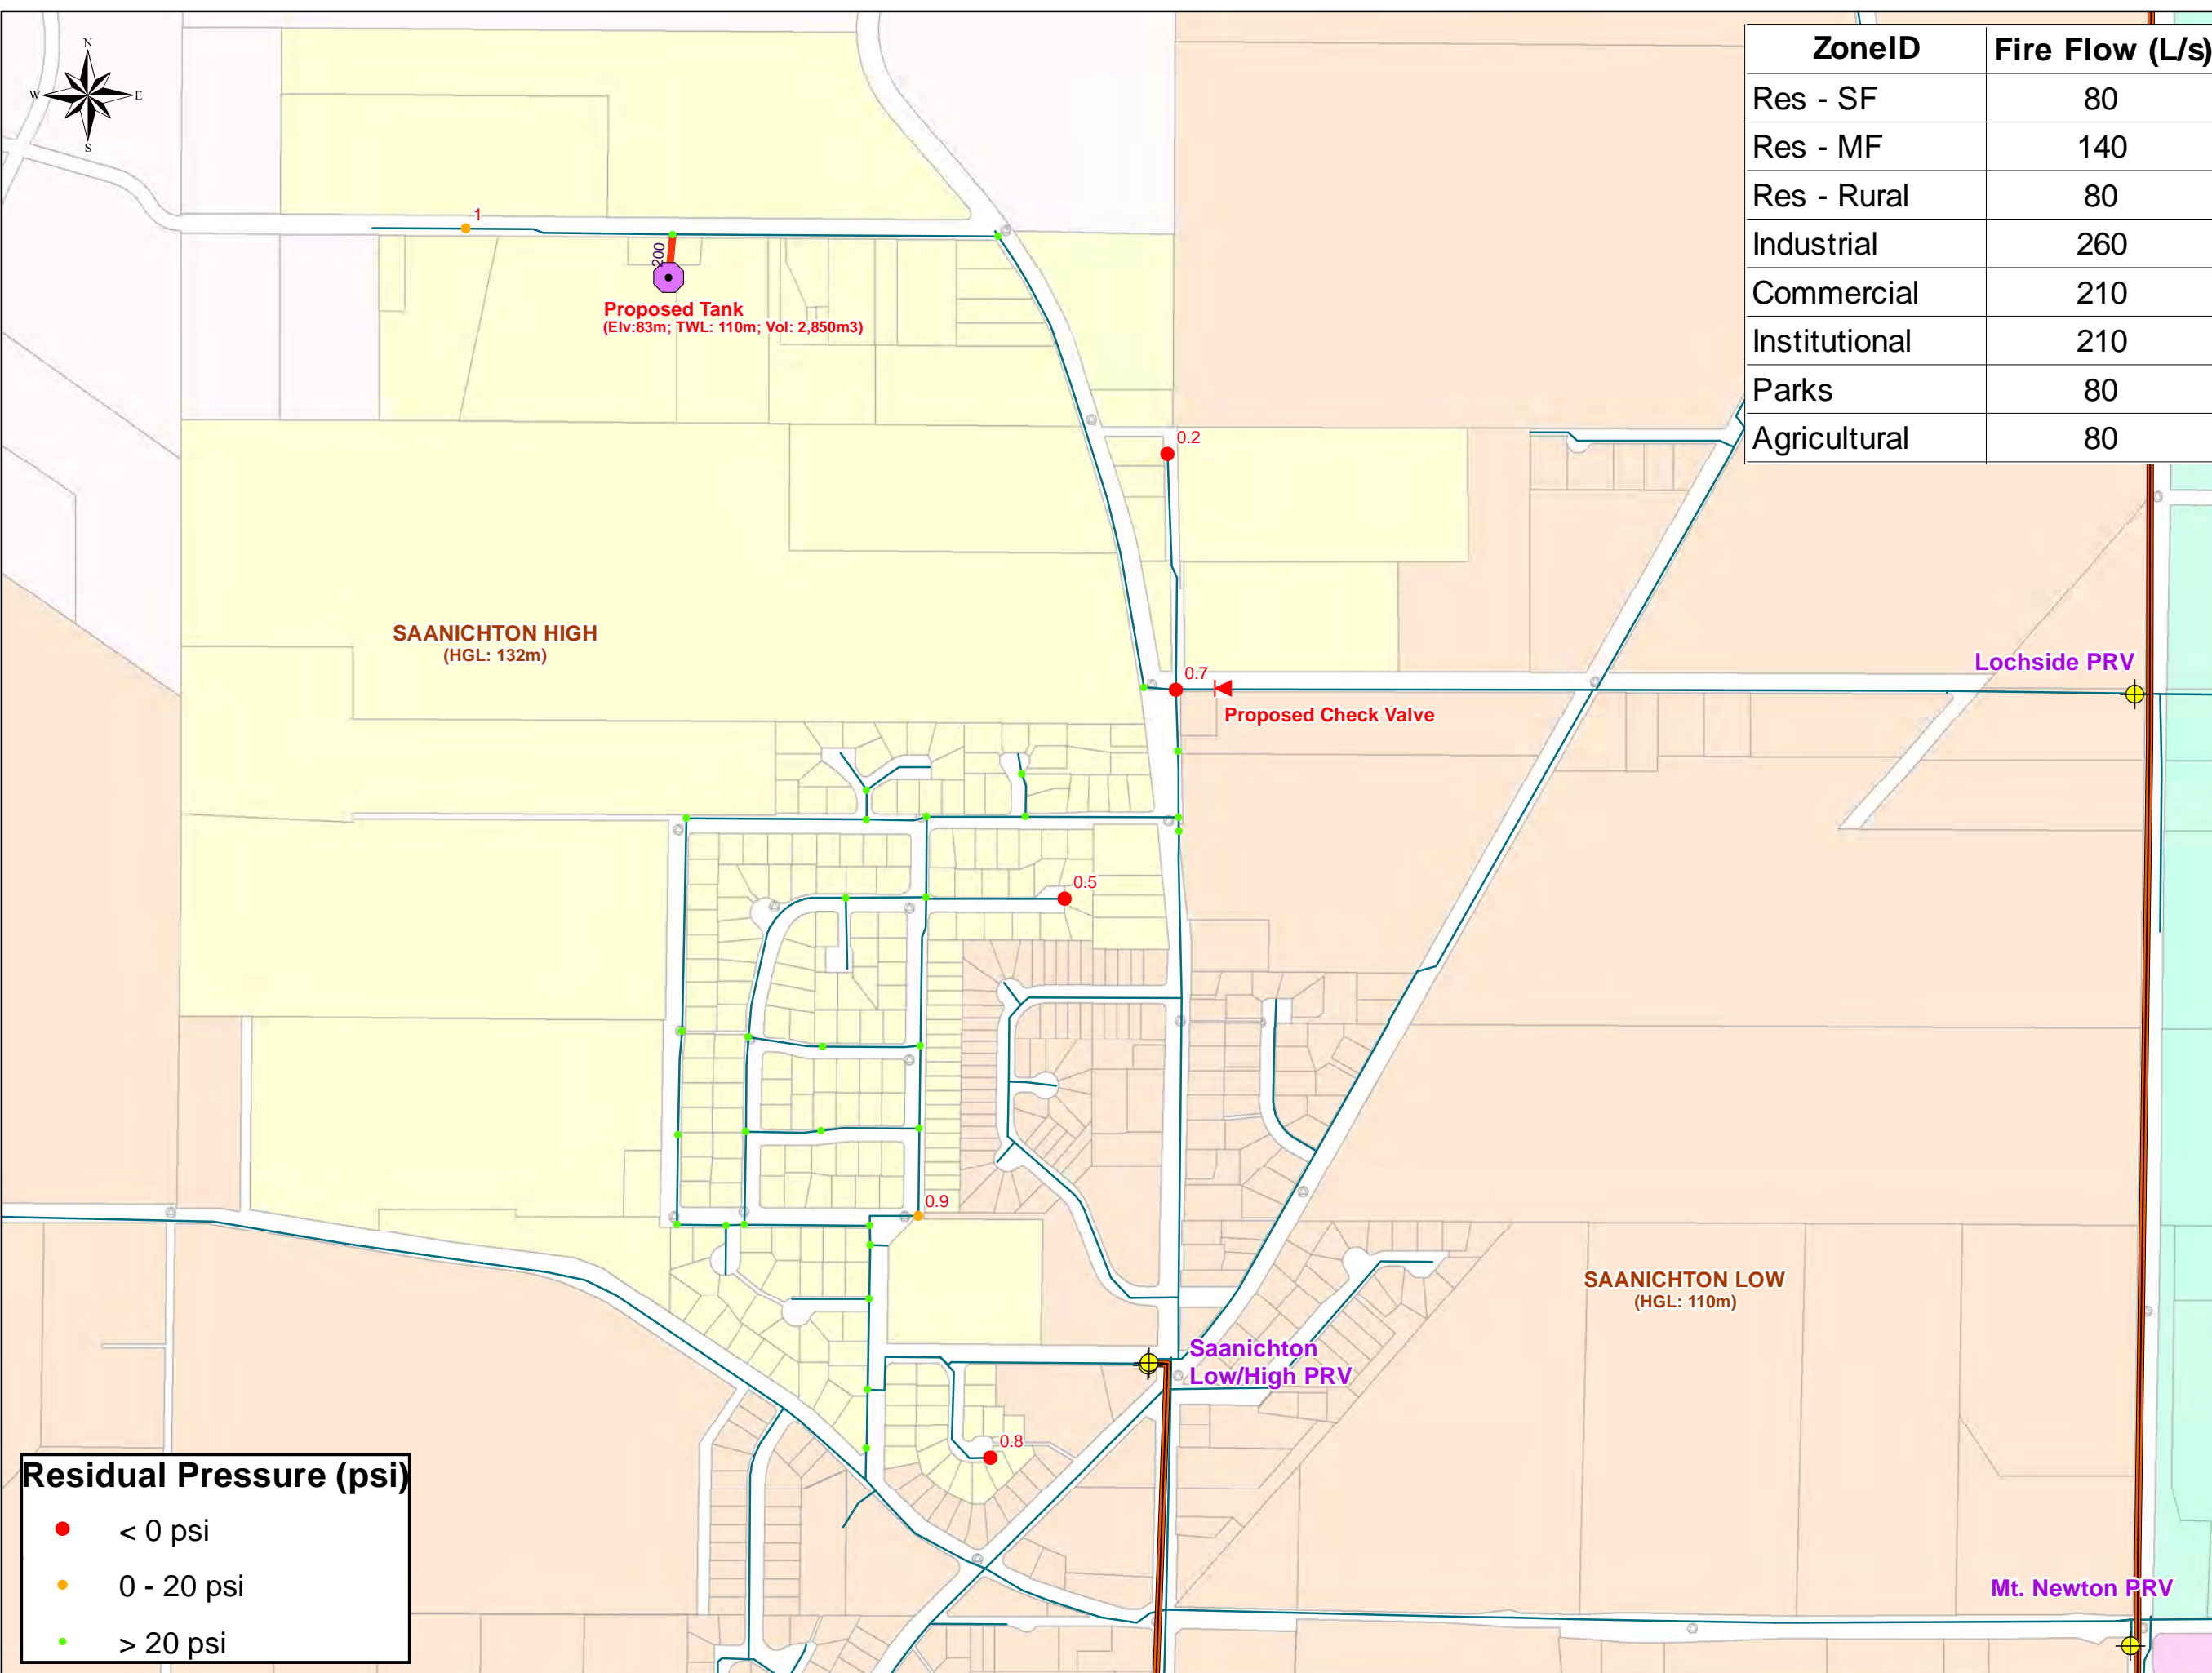 N
W
E
S
ZoneID Fire Flow (L/s)
Res - SF 80
Res - MF 140
Res - Rural 80
Industrial 260
Commercial 210
Institutional 210
Parks 80
Agricultural 80
1
200
Proposed Tank
(Elv:83m; TWL: 110m; Vol: 2,850m3)
0.2
SAANICHTON HIGH
(HGL: 132m)
0.7
Proposed Check Valve
Lochside PRV
0.5
0.9
SAANICHTON LOW
(HGL: 110m)
Saanichton
Low/High PRV
0.8
Mt. Newton PRV
Residual Pressure (psi)
< 0 psi
0 - 20 psi
> 20 psi